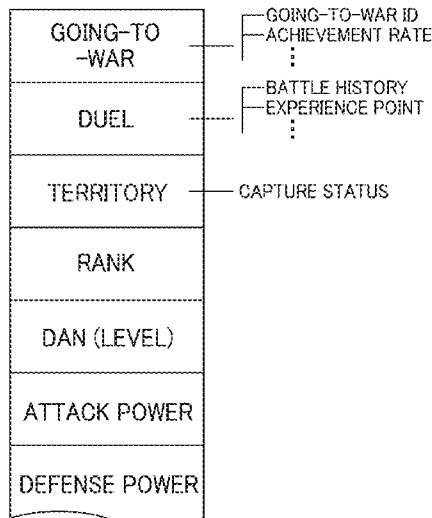 GOING-TO
-WAR
GOING-TO-WAR ID
ACHIEVEMENT RATE
DUEL
BATTLE HISTORY
EXPERIENCE POINT
TERRITORY
CAPTURE STATUS
RANK
DAN (LEVEL)
ATTACK POWER
DEFENSE POWER